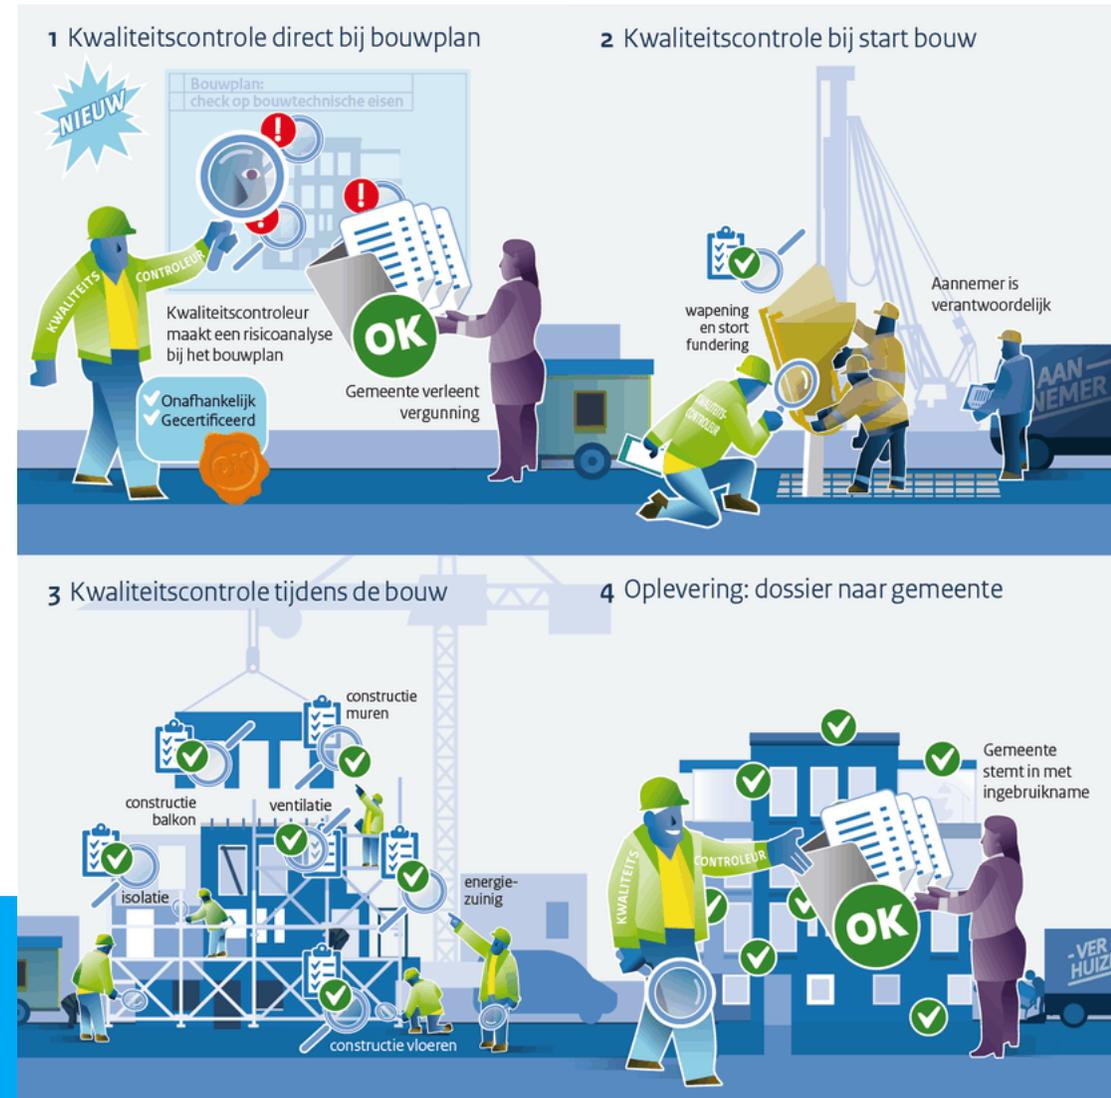 1 Kwaliteitscontrole direct bij bouwplan
NIEUW
Bouwplan:
check op bouwtechnische eisen
KWALITEITS
CONTROLEUR
Kwaliteitscontroleur
maakt een risicoanalyse
bij het bouwplan
Onafhankelijk
Gecertificeerd
OK
OK
Gemeente verleent
vergunning
2 Kwaliteitscontrole bij start bouw
wapening
en stort
fundering
Aannemer is
verantwoordelijk
KWALITEITS-
CONTROLEUR
AAN
NEMER
3 Kwaliteitscontrole tijdens de bouw
constructie
muren
constructie
balkon
ventilatie
isolatie
energie-
zuinig
constructie vloeren
4 Oplevering: dossier naar gemeente
Gemeente
stemt in met
ingebruikname
KWALITEITS
CONTROLEUR
OK
-VER
HUIZ